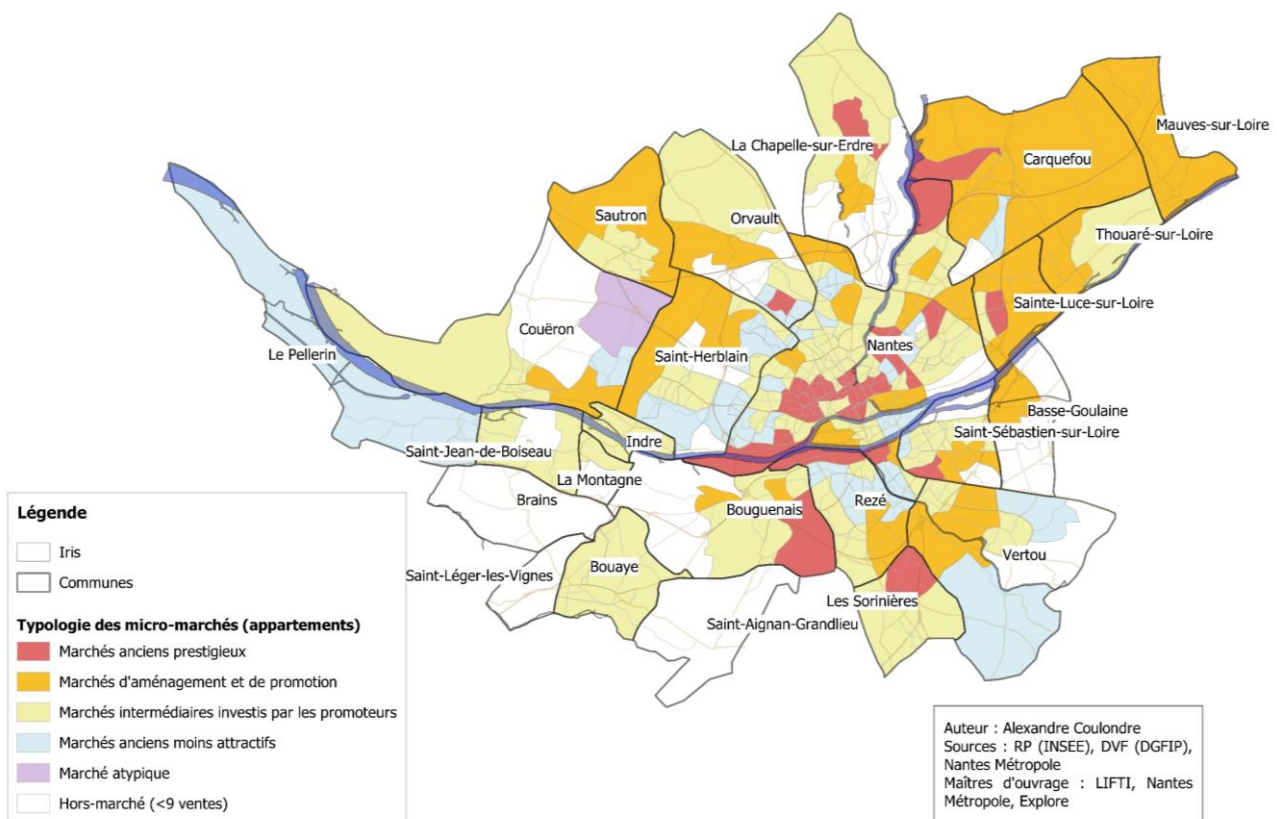 Mauves-sur-Loire
La Chapelle-sur-Erdre
Carquefou
Sautron
Orvault
Thouaré-sur-Loire
Sainte-Luce-sur-Loire
Couëron
Nantes
Le Pellerin
Saint-Herblain
Basse-Goulaine
Saint-Sébastien-sur-Loire
Indre
Saint-Jean-de-Boiseau
La Montagne
Brains
Bouguenais
Rezé
Vertou
Bouaye
Saint-Léger-les-Vignes
Les Sorinières
Saint-Aignan-Grandlieu
Légende
Iris
Communes
Typologie des micro-marchés (appartements)
Marchés anciens prestigieux
Marchés d'aménagement et de promotion
Marchés intermédiaires investis par les promoteurs
Marchés anciens moins attractifs
Marché atypique
Hors-marché (<9 ventes)
Auteur : Alexandre Coulondre
Sources : RP (INSEE), DVF (DGFIP),
Nantes Métropole
Maîtres d'ouvrage : LIFTI, Nantes
Métropole, Explore